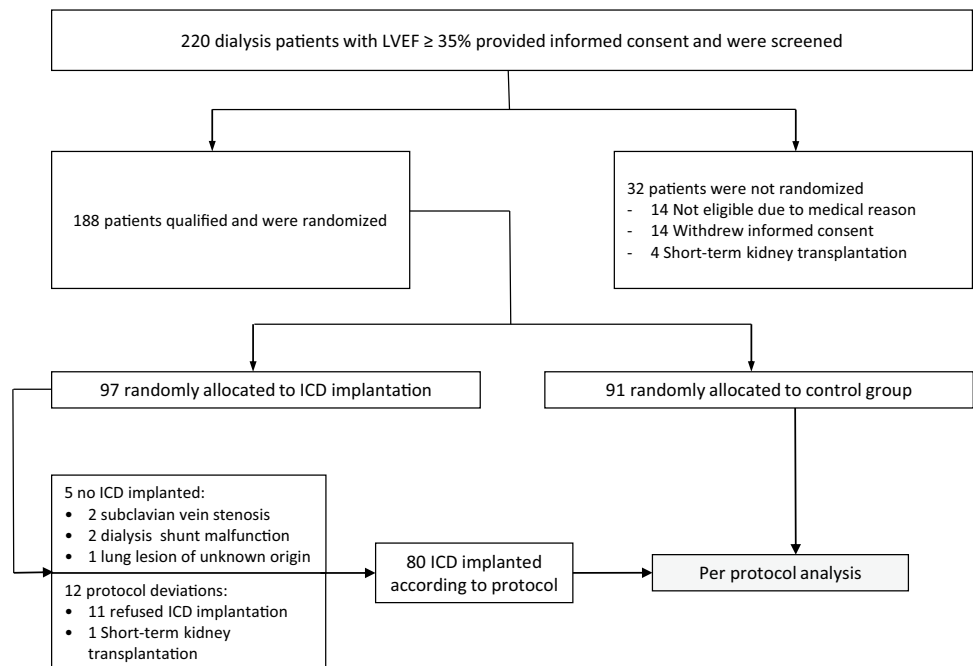 220 dialysis patients with LVEF ≥ 35% provided informed consent and were screened
188 patients qualified and were randomized
32 patients were not randomized
- 14 Not eligible due to medical reason
- 14 Withdrew informed consent
- 4 Short-term kidney transplantation
97 randomly allocated to ICD implantation
91 randomly allocated to control group
5 no ICD implanted:
• 2 subclavian vein stenosis
• 2 dialysis shunt malfunction
• 1 lung lesion of unknown origin
12 protocol deviations:
• 11 refused ICD implantation
• 1 Short-term kidney
transplantation
80 ICD implanted
according to protocol
Per protocol analysis